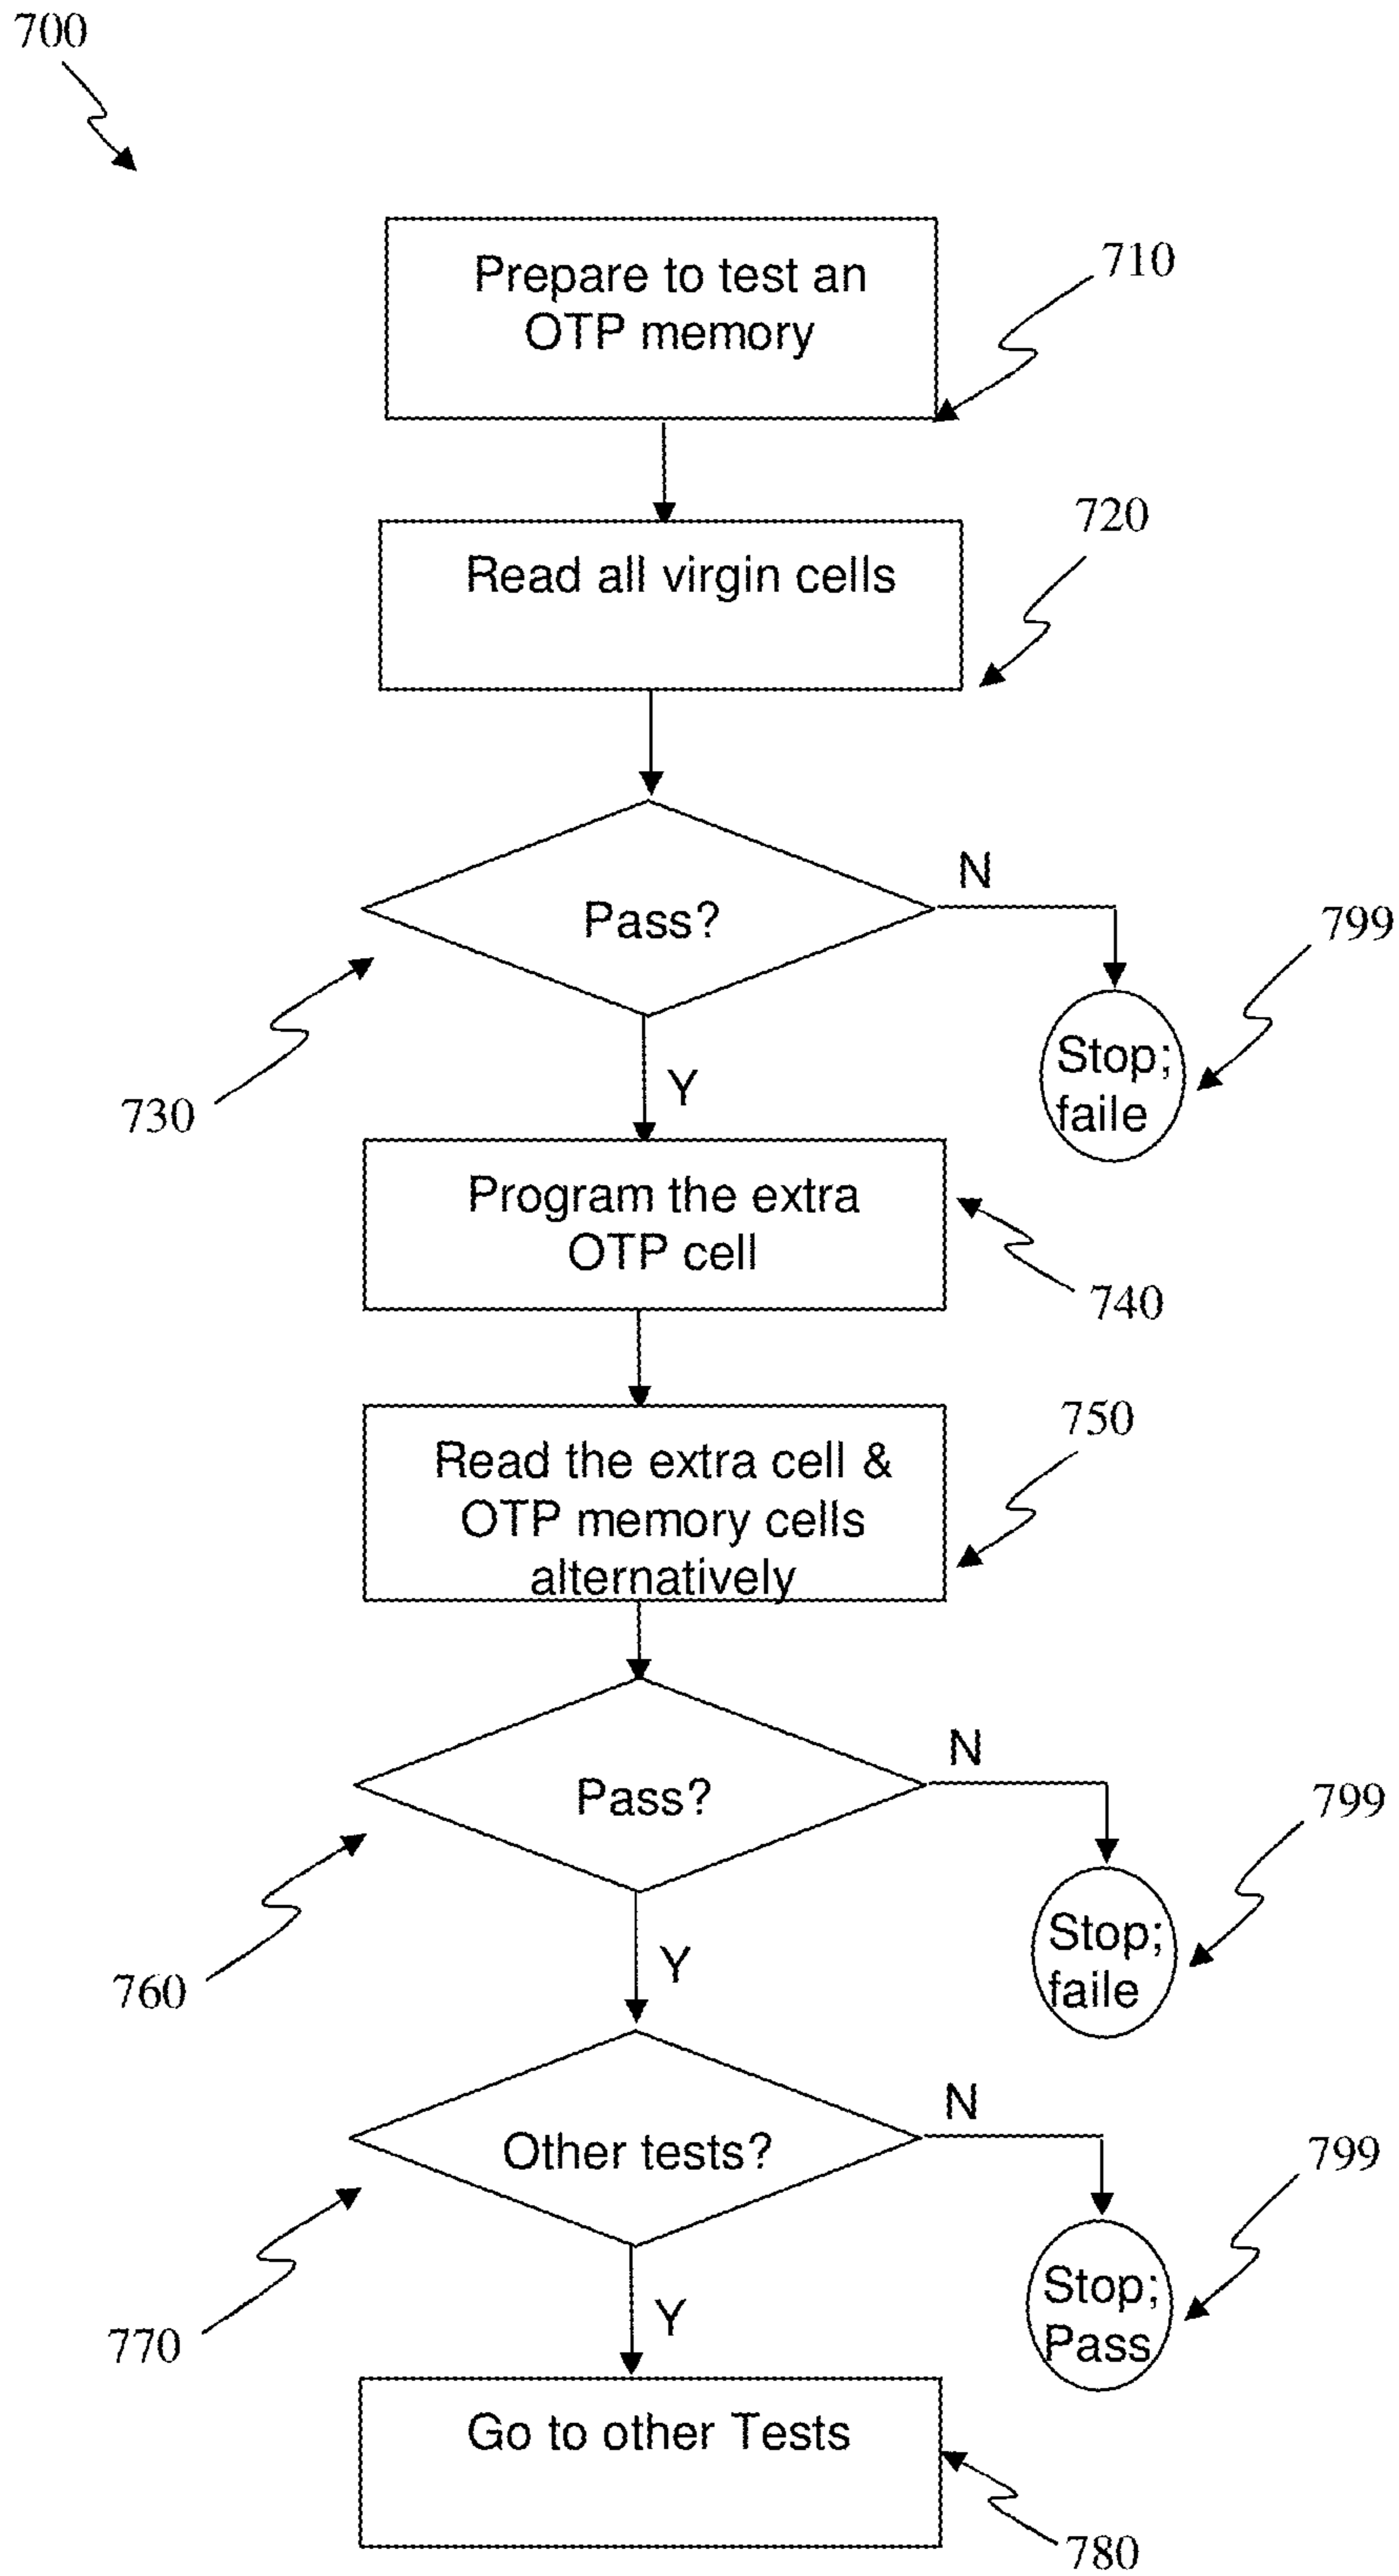 700
Prepare to test an
OTP memory
710
Read all virgin cells
720
Pass?
N
799
730
Y
Stop;
faile
Program the extra
OTP cell
740
Read the extra cell &
OTP memory cells
alternatively
750
Pass?
N
799
760
Y
Stop;
faile
Other tests?
N
799
770
Y
Stop;
Pass
Go to other Tests
780